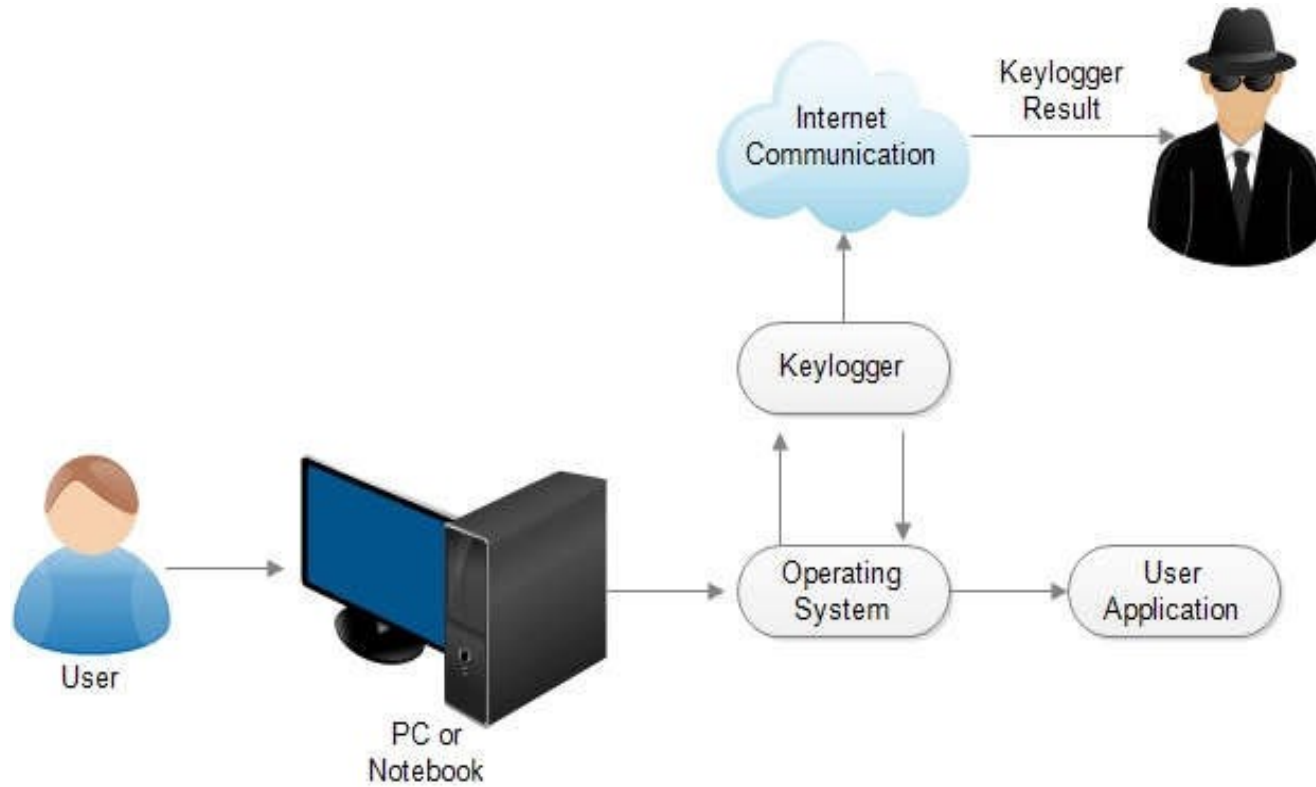 Keylogger
Result
Internet
Communication
Keylogger
Operating
System
User
Application
User
PC or
Notebook